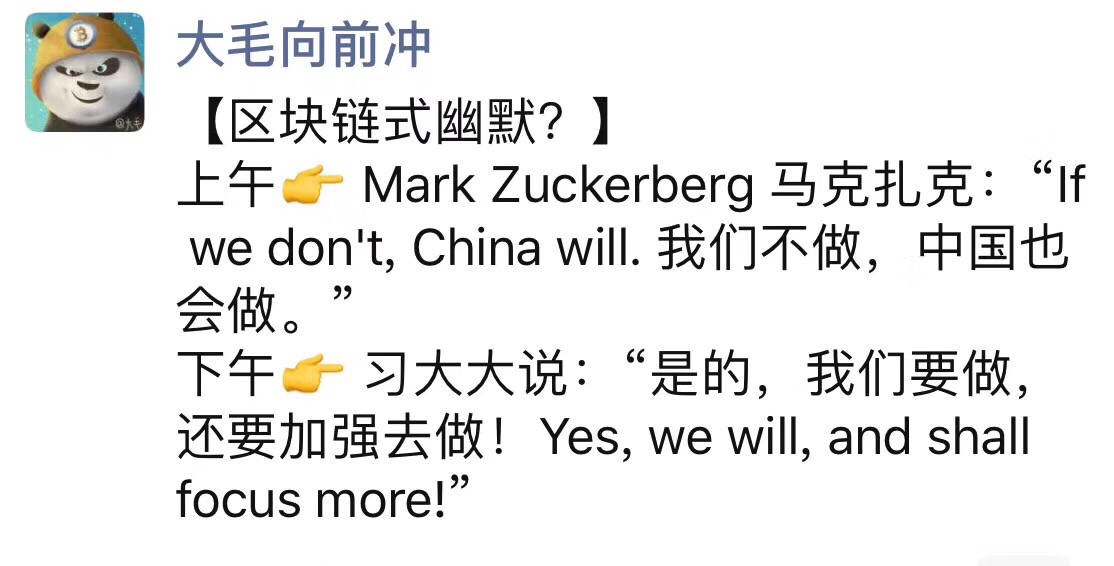 大毛向前冲
【区块链式幽默？】
上午👉 Mark Zuckerberg 马克扎克：“If
we don't, China will. 我们不做，中国也
会做。”
下午👉 习大大说：“是的，我们要做，
还要加强去做！Yes, we will, and shall
focus more!”
@大毛